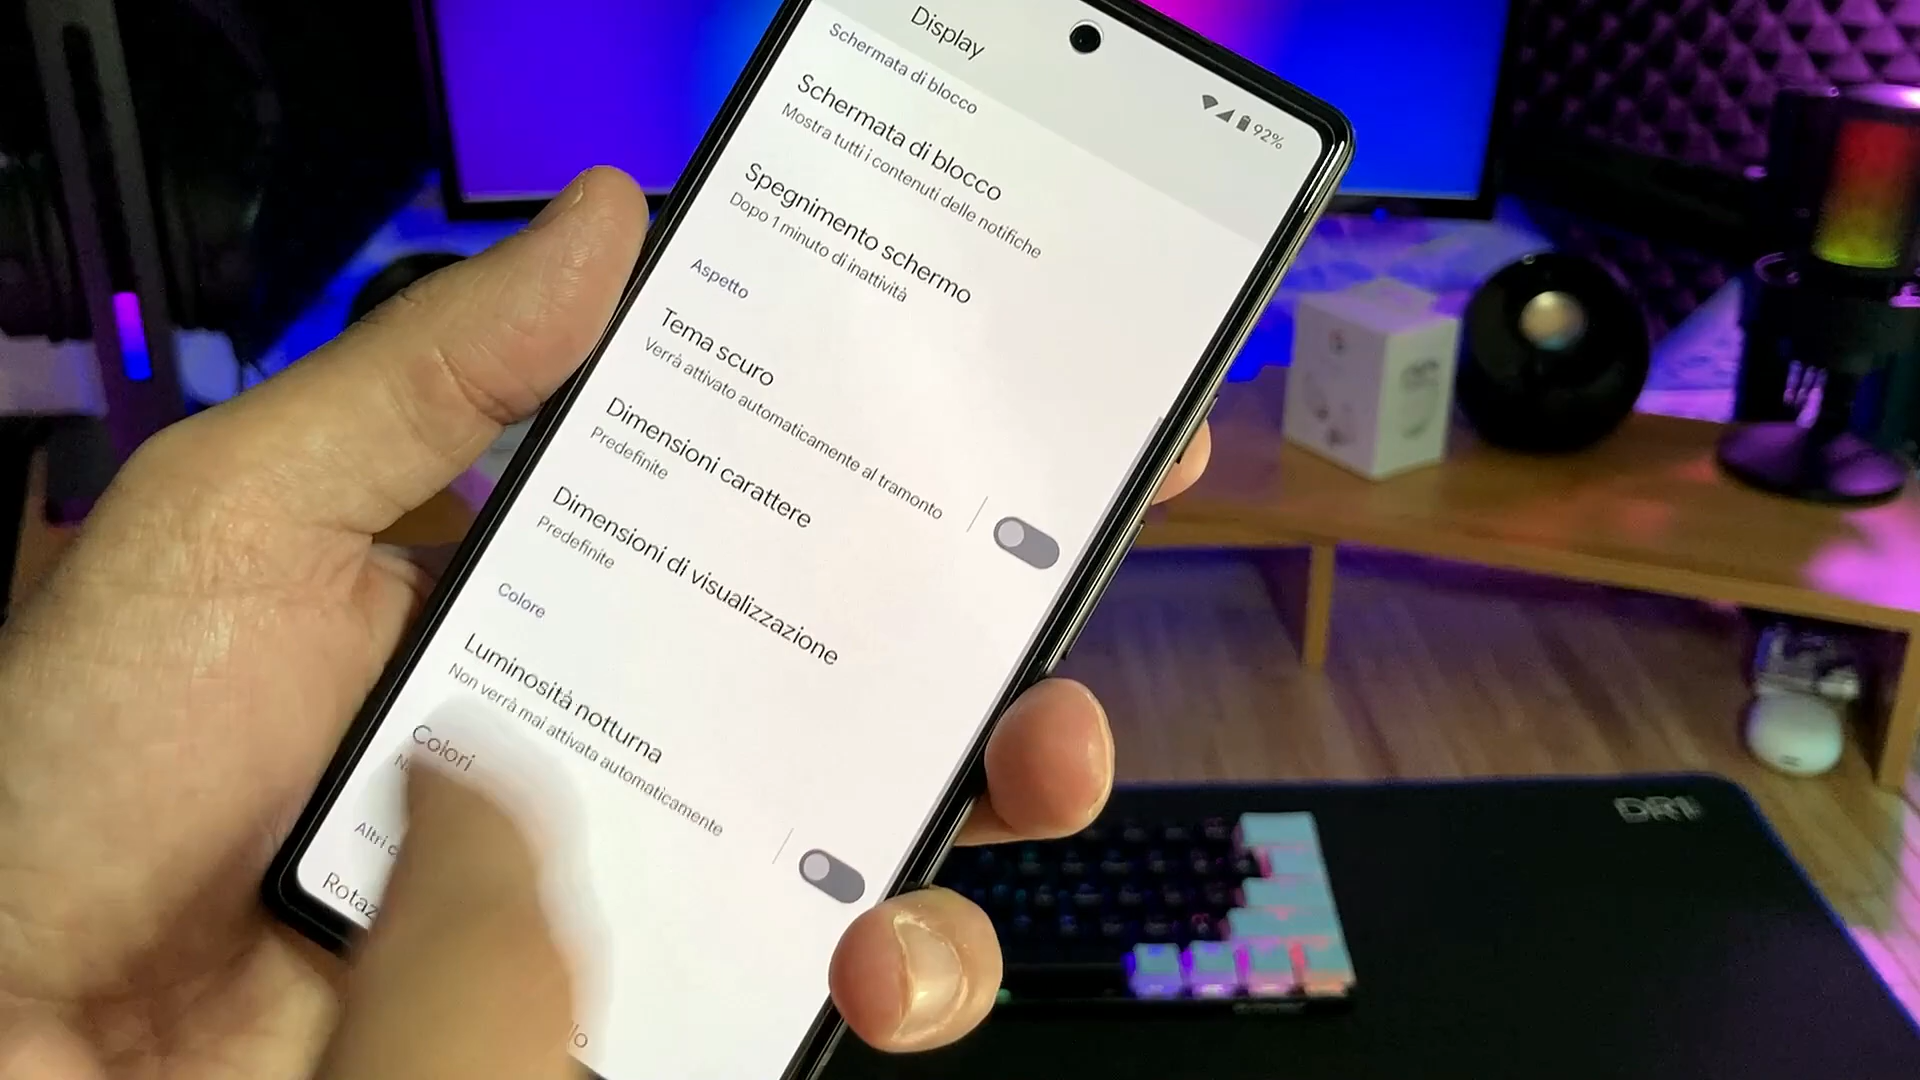 Display
92%
Schermata di blocco
Schermata di blocco
Mostra tutti i contenuti delle notifiche
Spegnimento schermo
Dopo 1 minuto di inattività
Aspetto
Tema scuro
Verrà attivato automaticamente al tramonto
Dimensioni carattere
Predefinite
Dimensioni di visualizzazione
Predefinite
Colore
Luminosità notturna
Non verrà mai attivata automaticamente
Colori
Altri